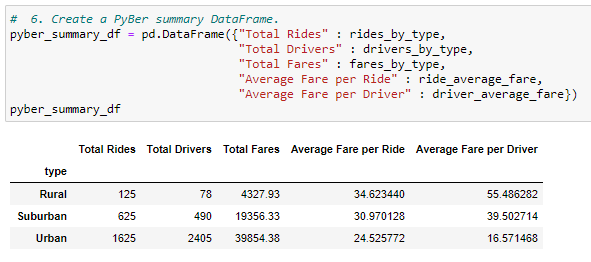 #  6. Create a PyBer summary DataFrame.
pyber_summary_df = pd.DataFrame({"Total Rides" : rides_by_type,
                                 "Total Drivers" : drivers_by_type,
                                 "Total Fares" : fares_by_type,
                                 "Average Fare per Ride" : ride_average_fare,
                                 "Average Fare per Driver" : driver_average_fare})
pyber_summary_df
Total Rides Total Drivers Total Fares Average Fare per Ride Average Fare per Driver
type
Rural 125 78 4327.93 34.623440 55.486282
Suburban 625 490 19356.33 30.970128 39.502714
Urban 1625 2405 39854.38 24.525772 16.571468